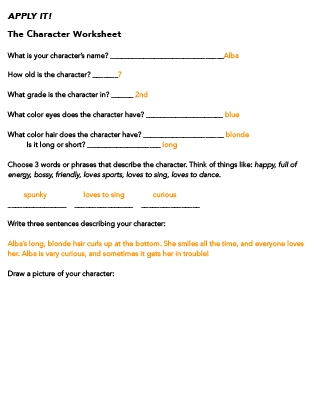 APPLY IT!
The Character Worksheet
What is your character's name? ______________________________Alba
How old is the character? _______7
What grade is the character in? ______ 2nd
What color eyes does the character have? ____________________ blue
What color hair does the character have? _____________________ blonde
Is it long or short? ___________________ long
Choose 3 words or phrases that describe the character. Think of things like: happy, full of
energy, bossy, friendly, loves sports, loves to sing, loves to dance.
spunky loves to sing curious
_______________ _______________ _______________
Write three sentences describing your character:
Alba's long, blonde hair curls up at the bottom. She smiles all the time, and everyone loves
her. Alba is very curious, and sometimes it gets her in trouble!
Draw a picture of your character: